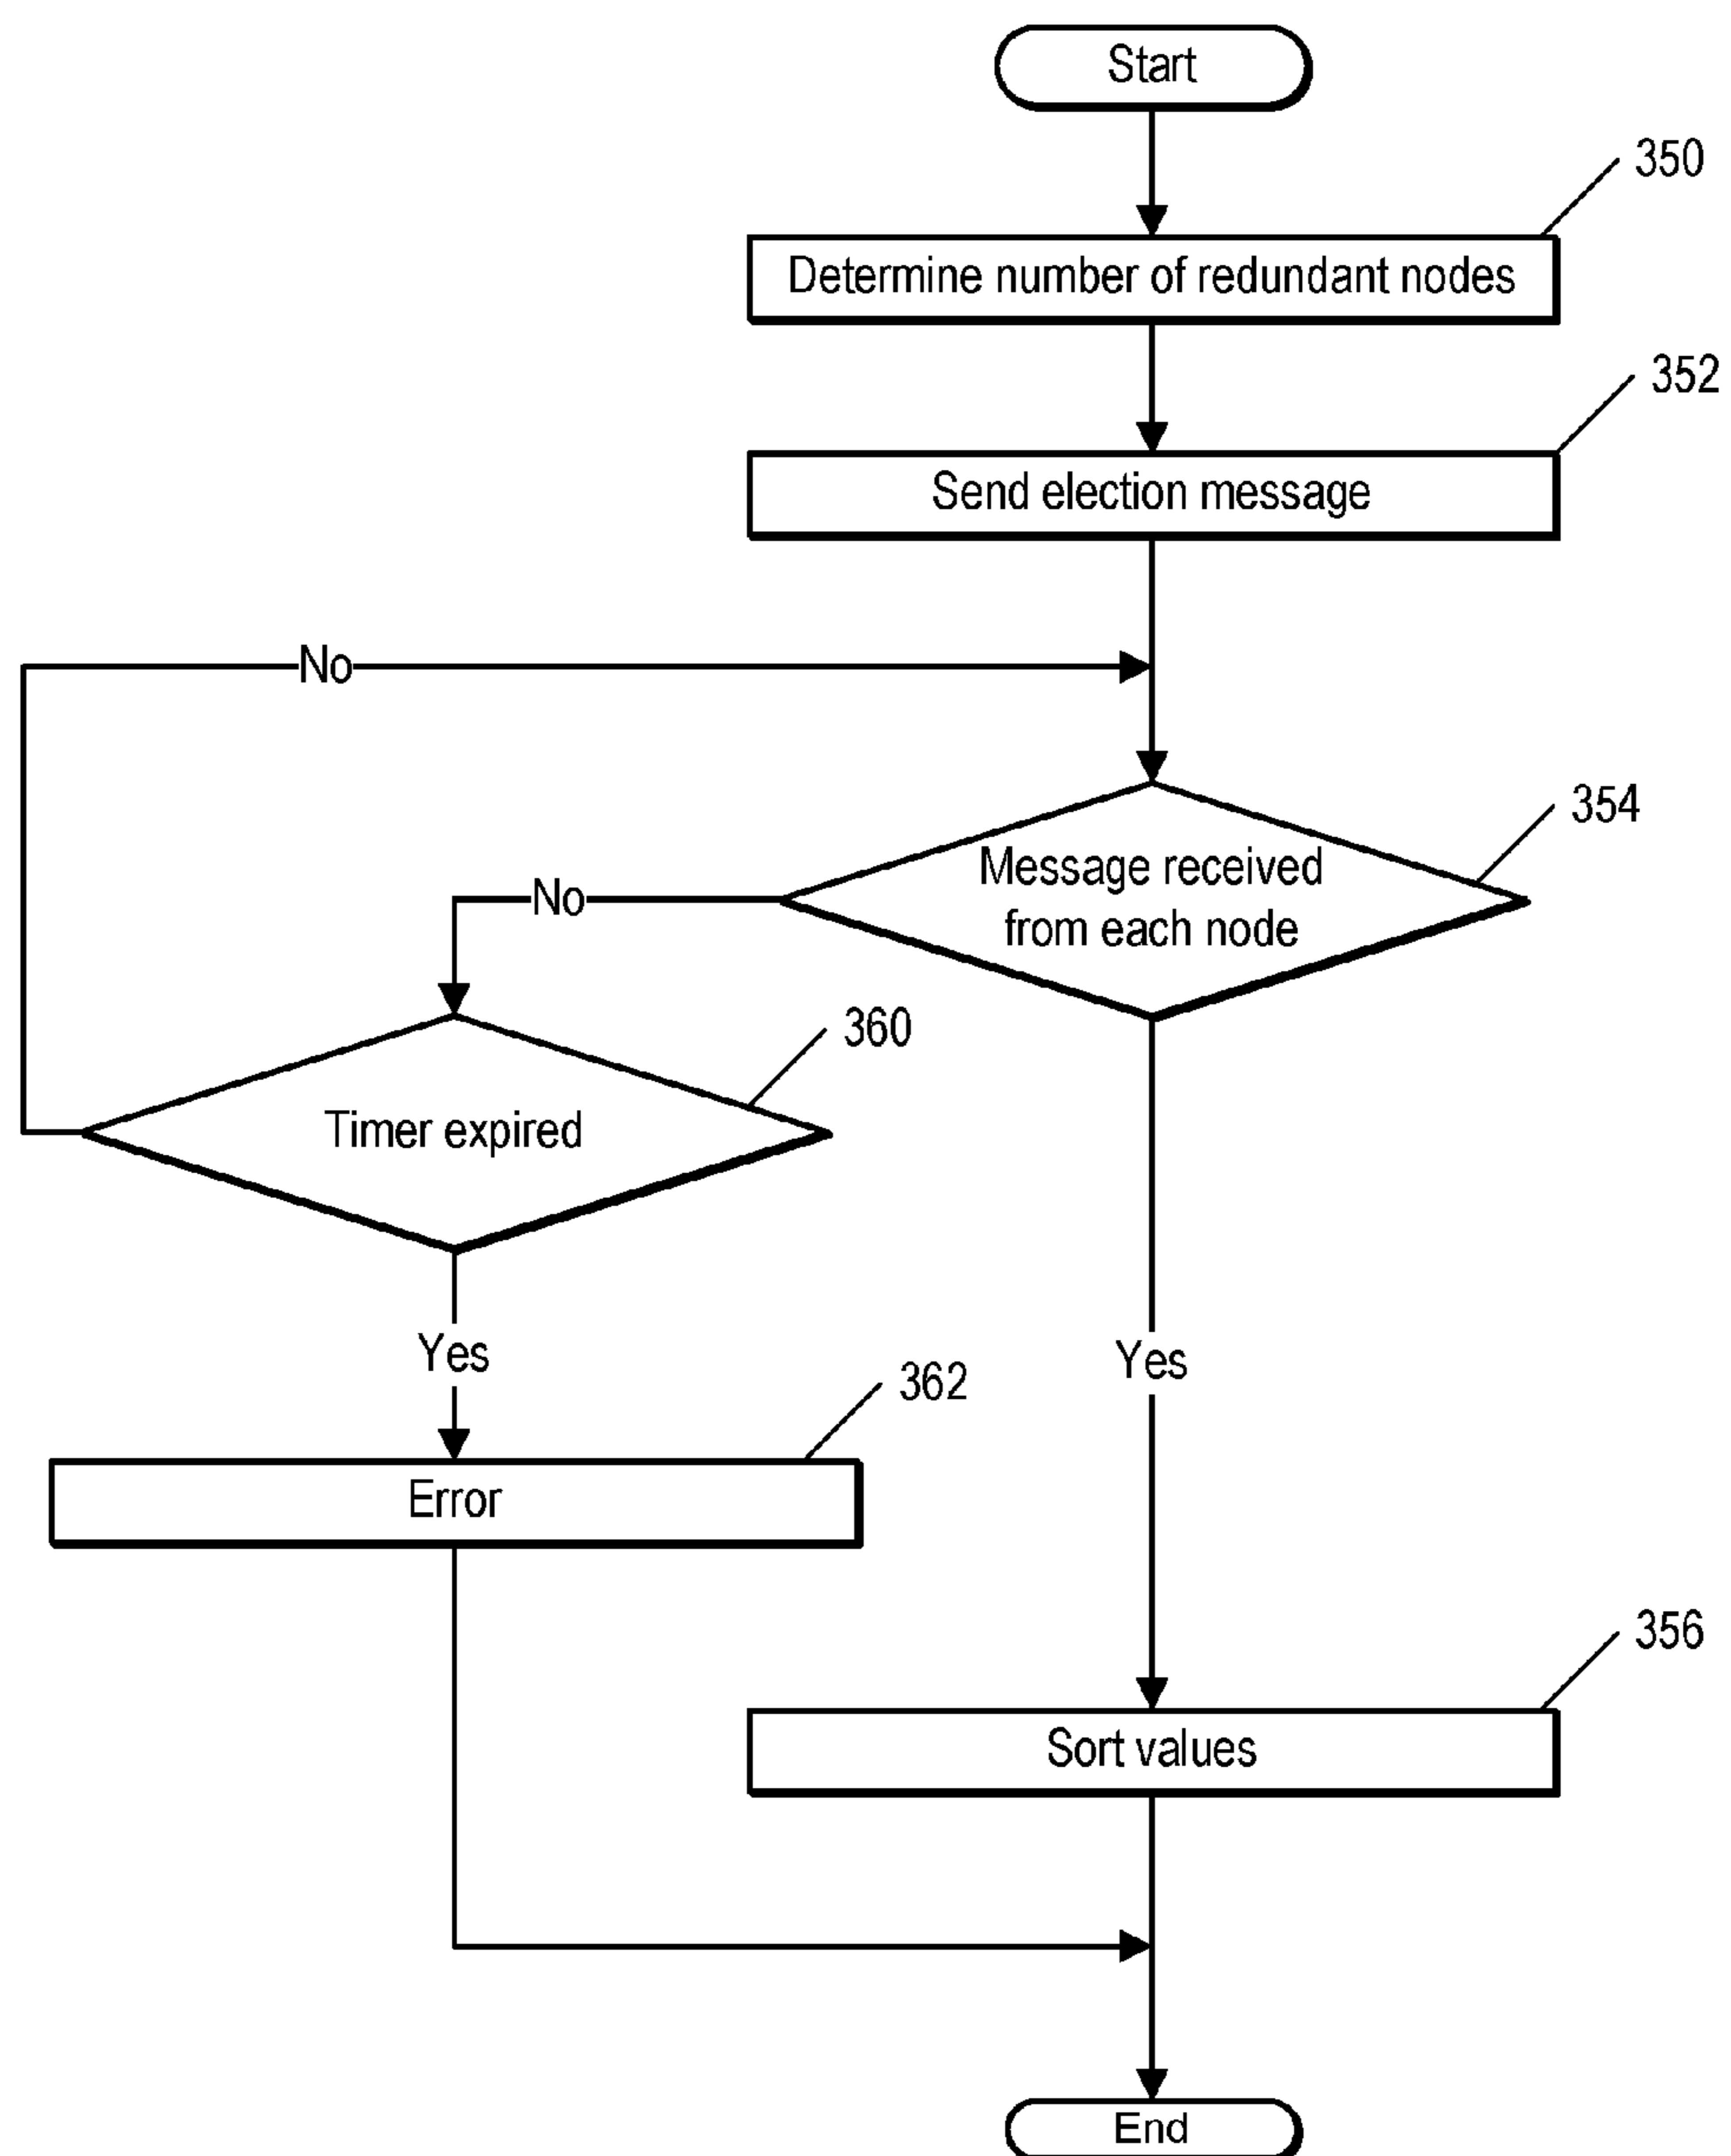 Start
350
Determine number of redundant nodes
352
Send election message
No
354
Message received
from each node
No
360
Timer expired
Yes
Yes
362
Error
356
Sort values
End